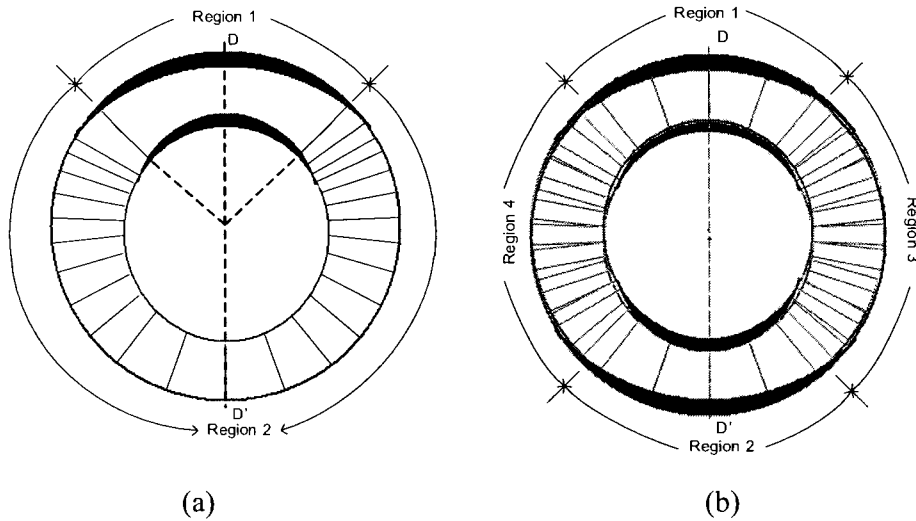 Region 1
D
D'
Region 2
(a)
Region 1
D
Region 4
Region 3
D'
Region 2
(b)